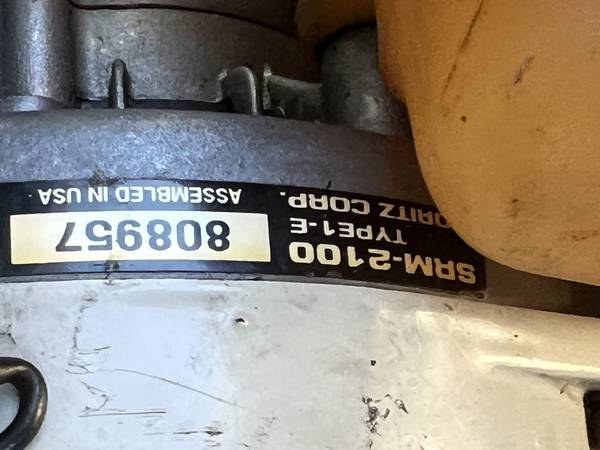 SRM-2100
TYPE1-E
ORITZ CORP.
808957
ASSEMBLED IN USA